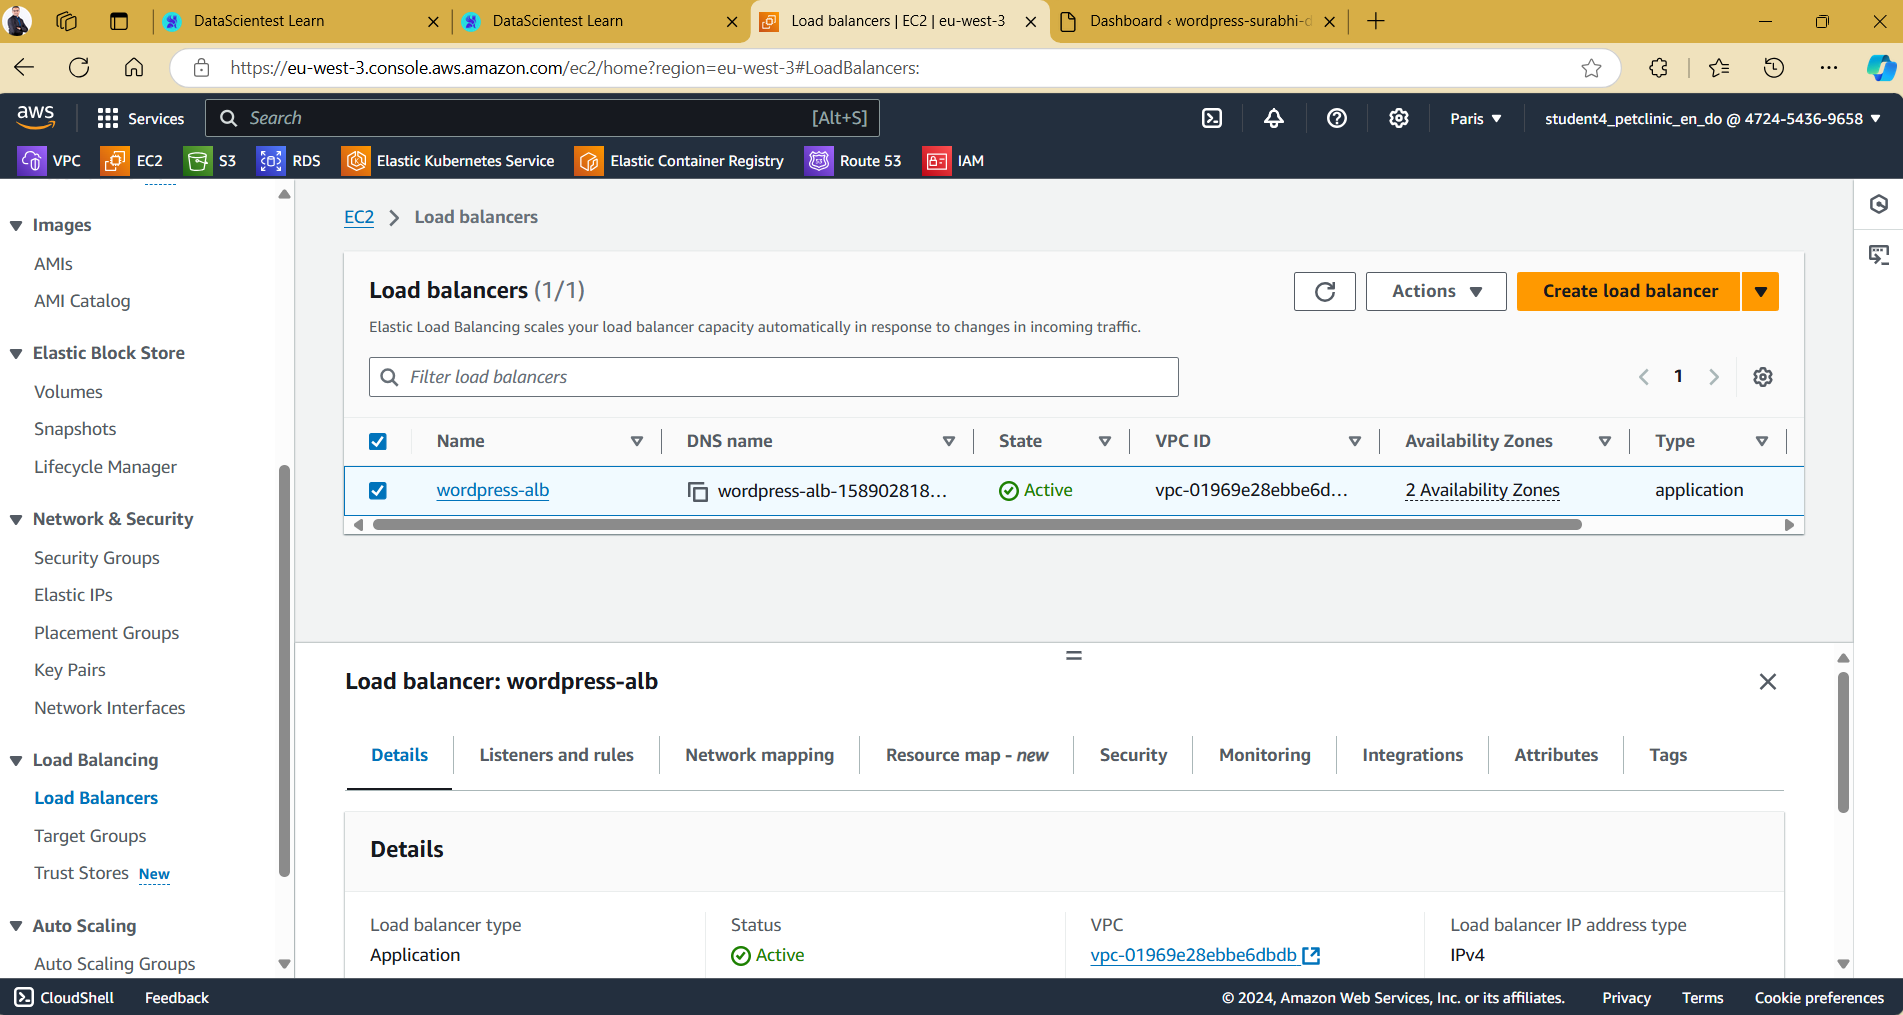 DataScientest Learn
DataScientest Learn
Load balancers | EC2 | eu-west-3
Dashboard ‹ wordpress-surabhi-d
https://eu-west-3.console.aws.amazon.com/ec2/home?region=eu-west-3#LoadBalancers:
aws
Services
Search
[Alt+S]
Paris
student4_petclinic_en_do @ 4724-5436-9658
VPC
EC2
S3
RDS
Elastic Kubernetes Service
Elastic Container Registry
Route 53
IAM
Images
AMIs
AMI Catalog
Elastic Block Store
Volumes
Snapshots
Lifecycle Manager
Network & Security
Security Groups
Elastic IPs
Placement Groups
Key Pairs
Network Interfaces
Load Balancing
Load Balancers
Target Groups
Trust Stores New
Auto Scaling
Auto Scaling Groups
EC2 > Load balancers
Load balancers (1/1)
Actions
Create load balancer
Elastic Load Balancing scales your load balancer capacity automatically in response to changes in incoming traffic.
Filter load balancers
1
Name
DNS name
State
VPC ID
Availability Zones
Type
wordpress-alb
wordpress-alb-158902818...
Active
vpc-01969e28ebbe6d...
2 Availability Zones
application
Load balancer: wordpress-alb
Details
Listeners and rules
Network mapping
Resource map - new
Security
Monitoring
Integrations
Attributes
Tags
Details
Load balancer type
Application
Status
Active
VPC
vpc-01969e28ebbe6dbdb
Load balancer IP address type
IPv4
CloudShell
Feedback
© 2024, Amazon Web Services, Inc. or its affiliates.
Privacy
Terms
Cookie preferences